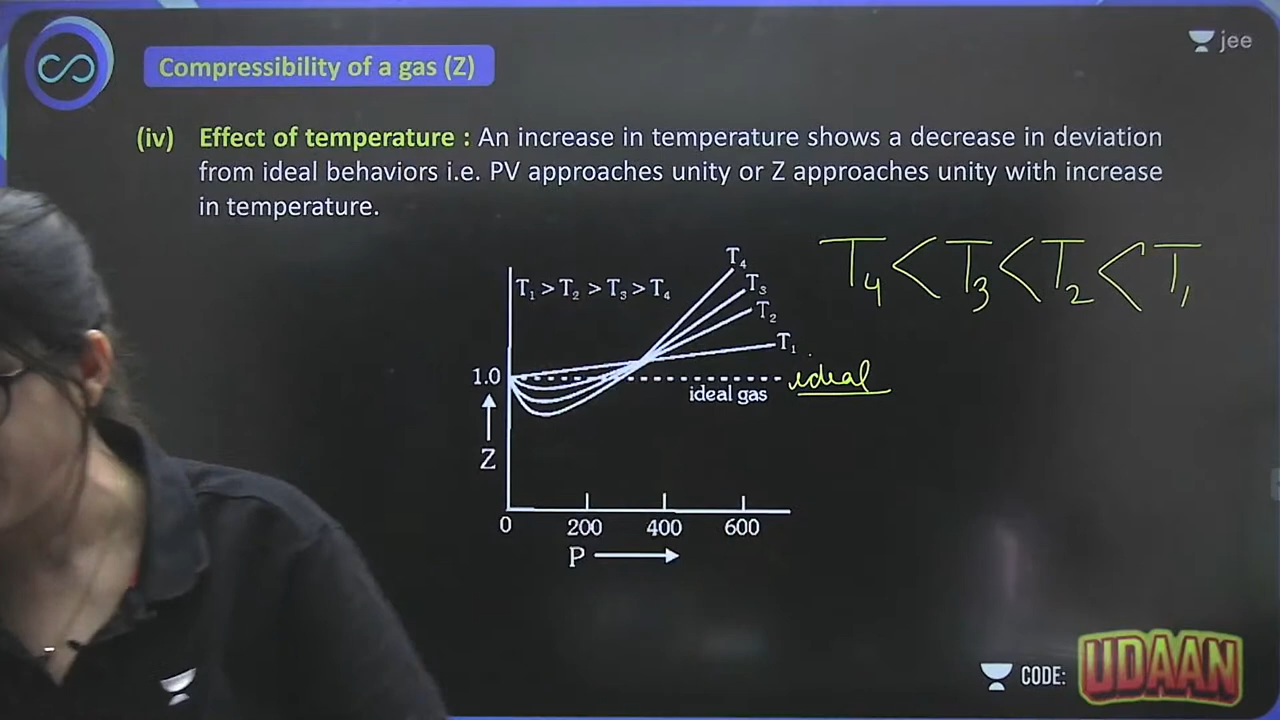 jee
Compressibility of a gas (Z)
(iv) Effect of temperature : An increase in temperature shows a decrease in deviation
from ideal behaviors i.e. PV approaches unity or Z approaches unity with increase
in temperature.
T₄ < T₃ < T₂ < T₁
T₄
T₁ > T₂ > T₃ > T₄
T₃
T₂
T₁
1.0
ideal
ideal gas
Z
0 200 400 600
P
CODE: UDAAN